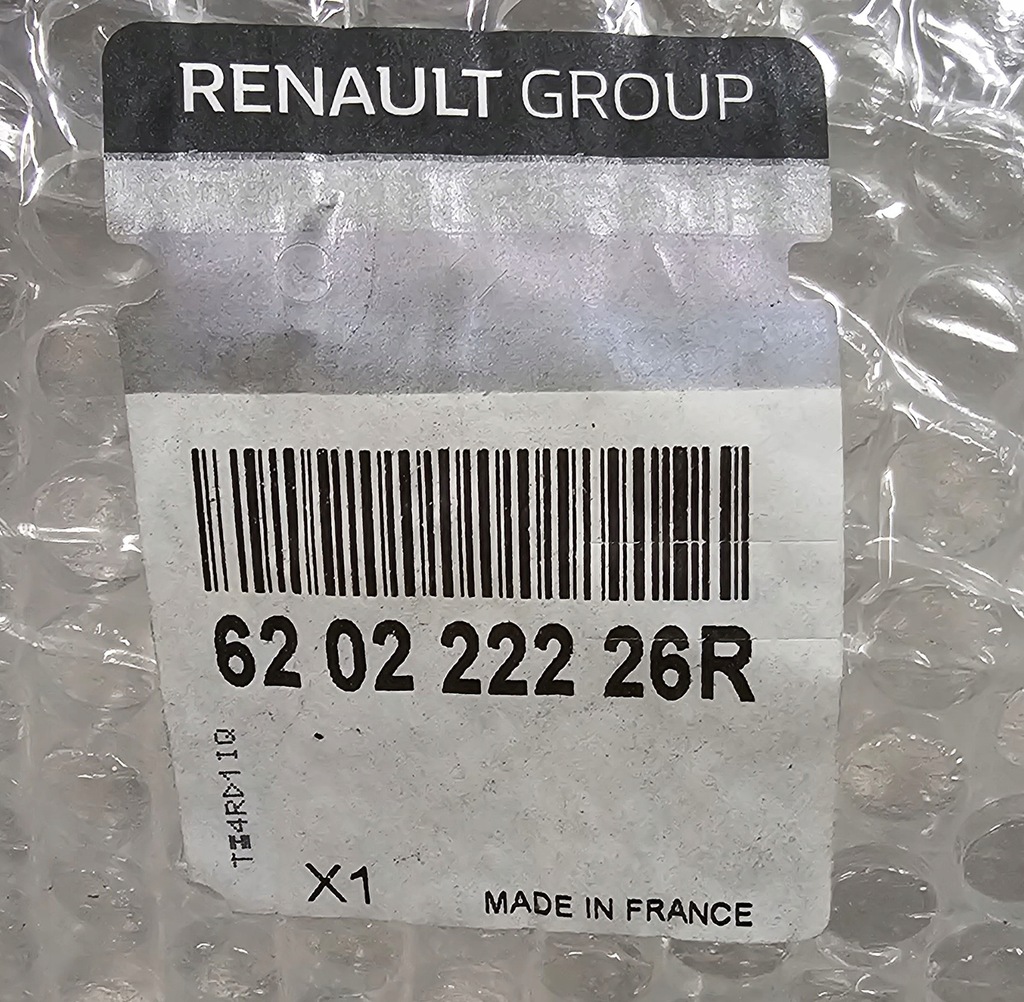 RENAULT GROUP
62 02 222 26R
X1
MADE IN FRANCE